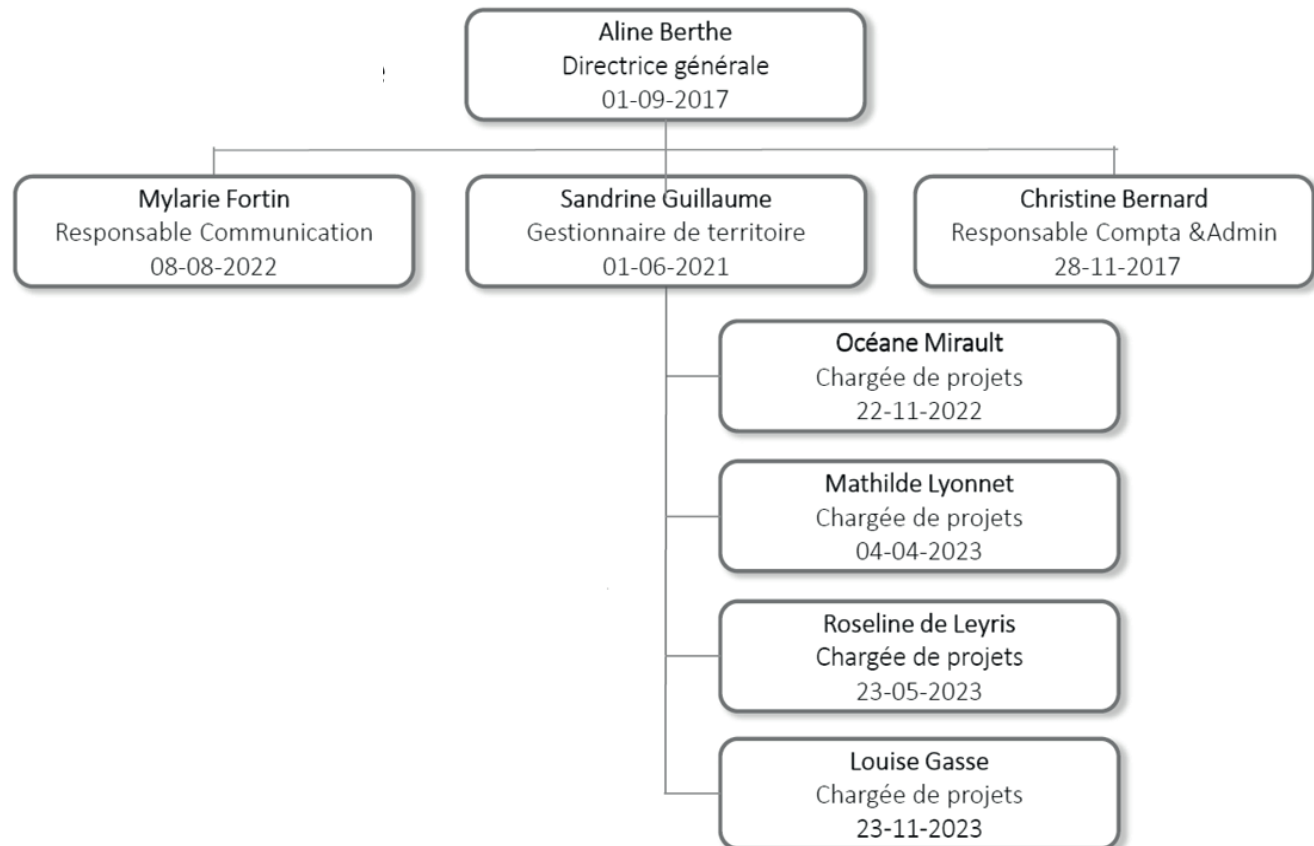 Aline Berthe
Directrice générale
01-09-2017
Mylarie Fortin
Responsable Communication
08-08-2022
Sandrine Guillaume
Gestionnaire de territoire
01-06-2021
Christine Bernard
Responsable Compta &Admin
28-11-2017
Océane Mirault
Chargée de projets
22-11-2022
Mathilde Lyonnet
Chargée de projets
04-04-2023
Roseline de Leyris
Chargée de projets
23-05-2023
Louise Gasse
Chargée de projets
23-11-2023